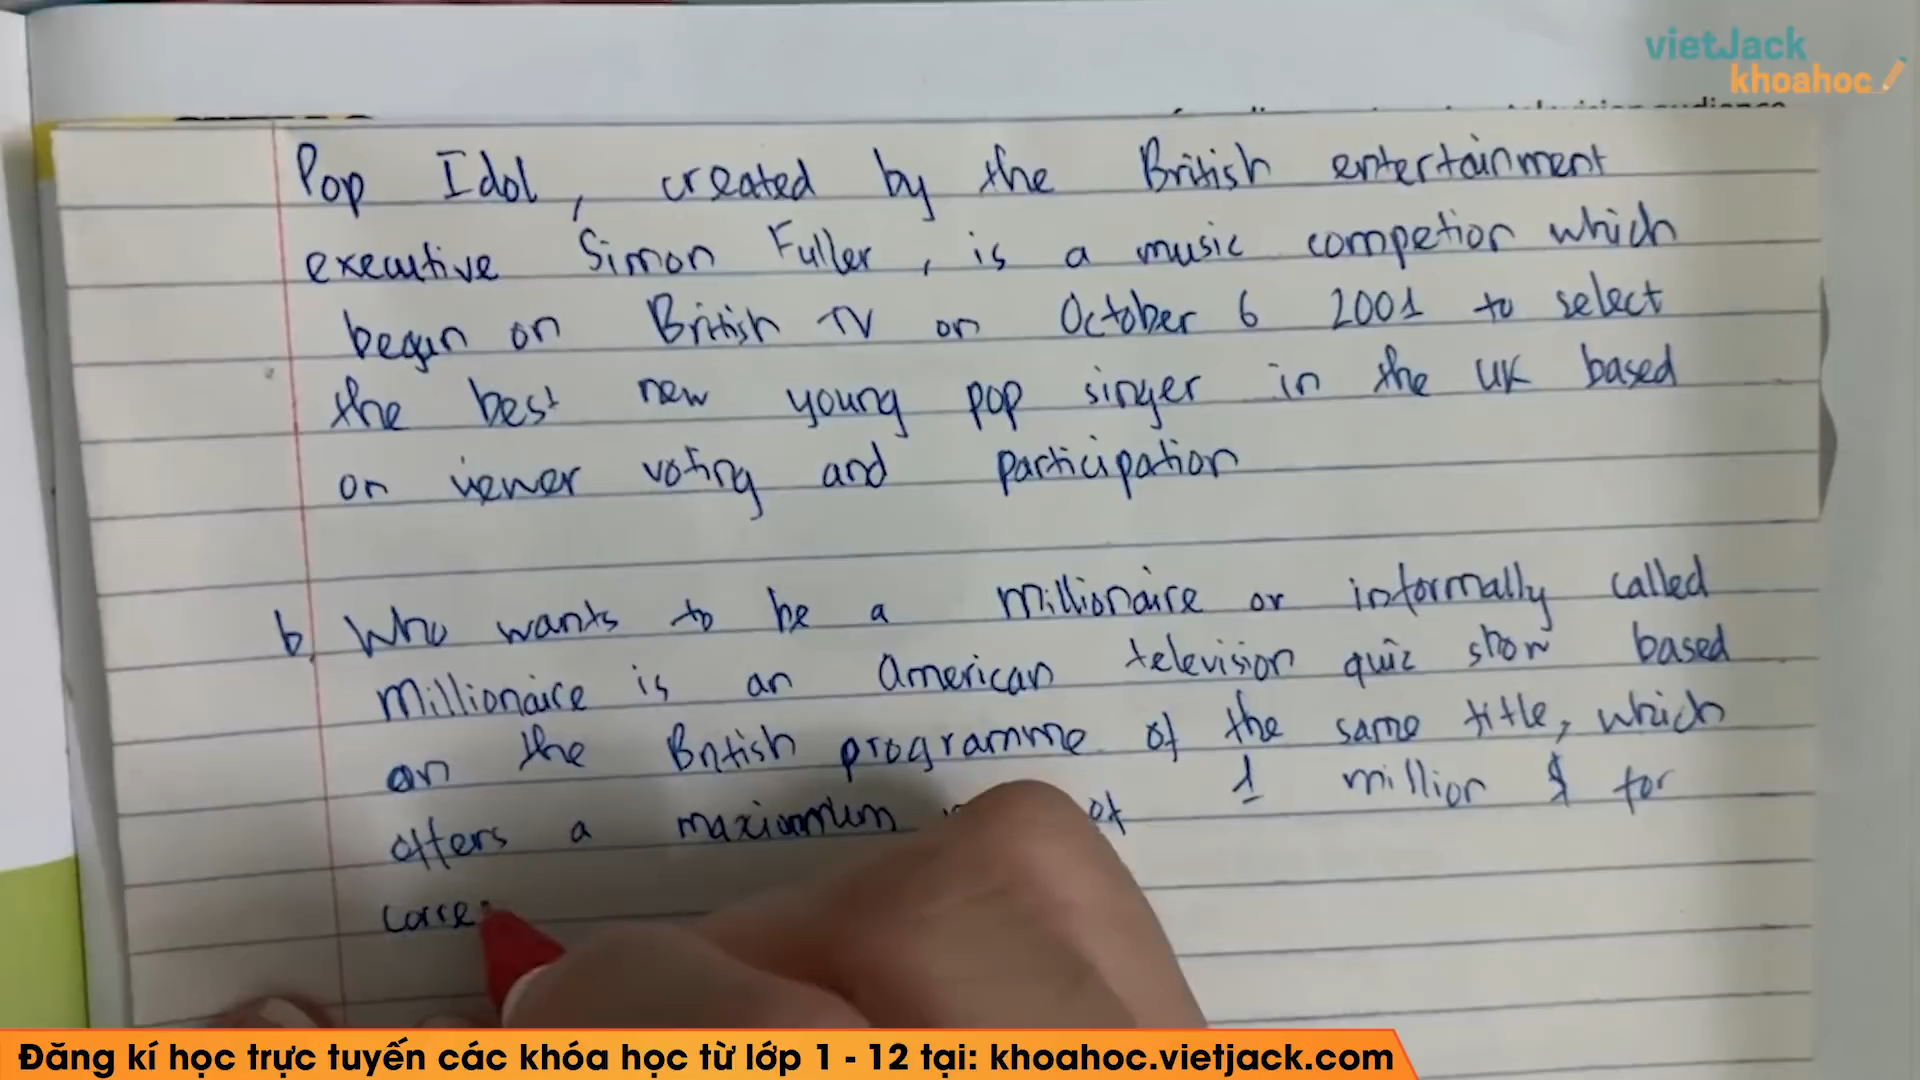 vietJack
khoahoc
television audience
Pop Idol, created by the British entertainment
executive Simon Fuller, is a music competion which
began on British TV on October 6 2001 to select
the best new young pop singer in the UK based
on viewer voting and participation
b, Who wants to be a millionaire or informally called
Millionaire is an American television quiz show based
on the British programme of the same title, which
offers a maximum of 1 million $ for
corre
Đăng kí học trực tuyến các khóa học từ lớp 1 - 12 tại: khoahoc.vietjack.com